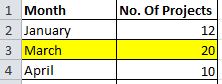 1 Month No. Of Projects
2 January 12
3 March 20
4 April 10